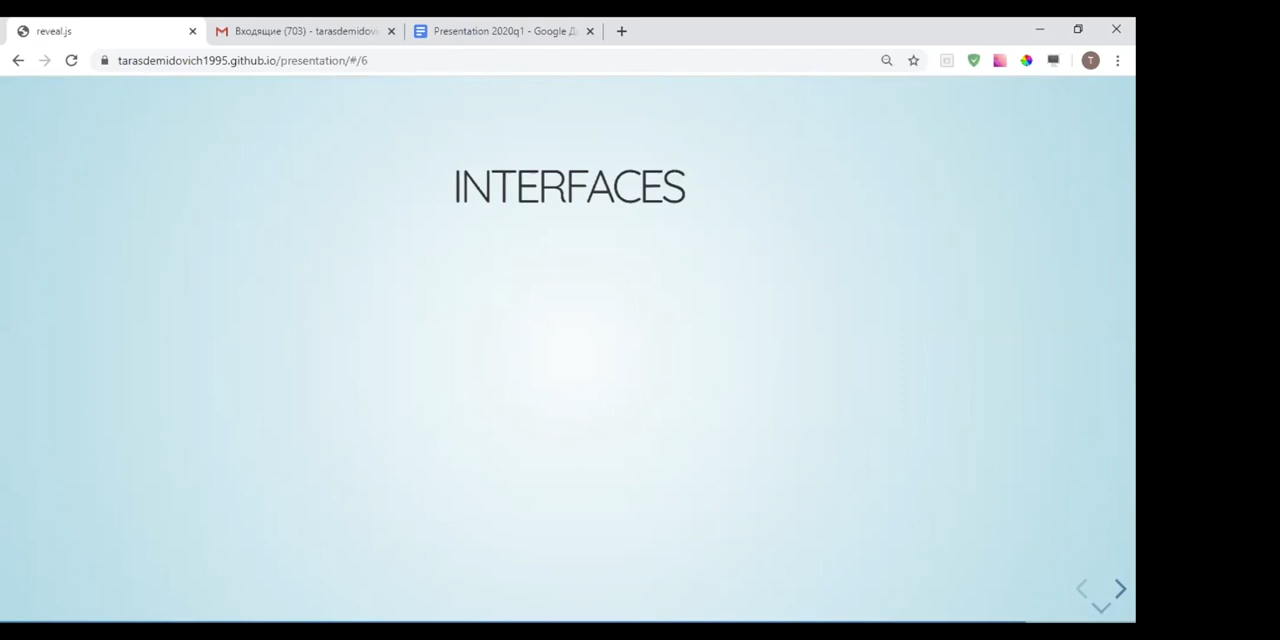 reveal.js
Входящие (703) - tarasdemidovi
Presentation 2020q1 - Google Д
tarasdemidovich1995.github.io/presentation/#/6
T
INTERFACES